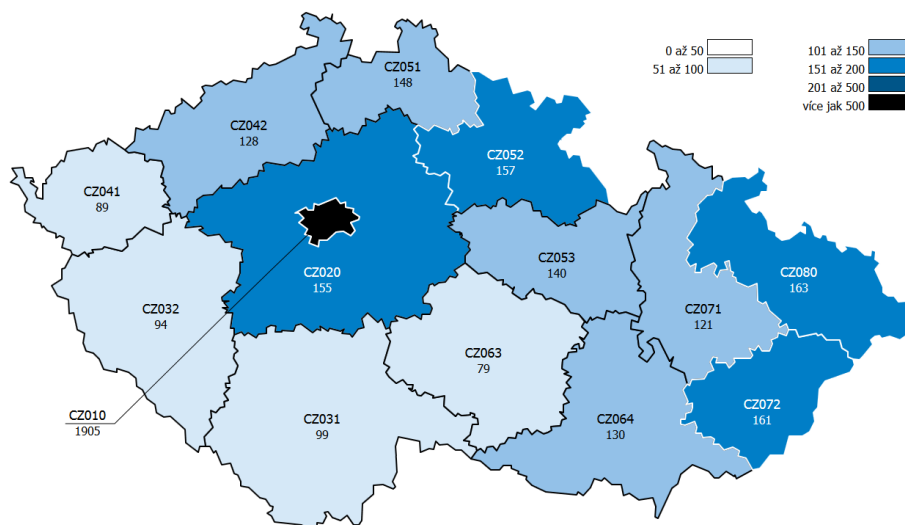 0 až 50
51 až 100
101 až 150
151 až 200
201 až 500
více jak 500
CZ051
148
CZ042
128
CZ052
157
CZ041
89
CZ053
140
CZ020
155
CZ080
163
CZ032
94
CZ071
121
CZ063
79
CZ072
161
CZ010
1905
CZ031
99
CZ064
130